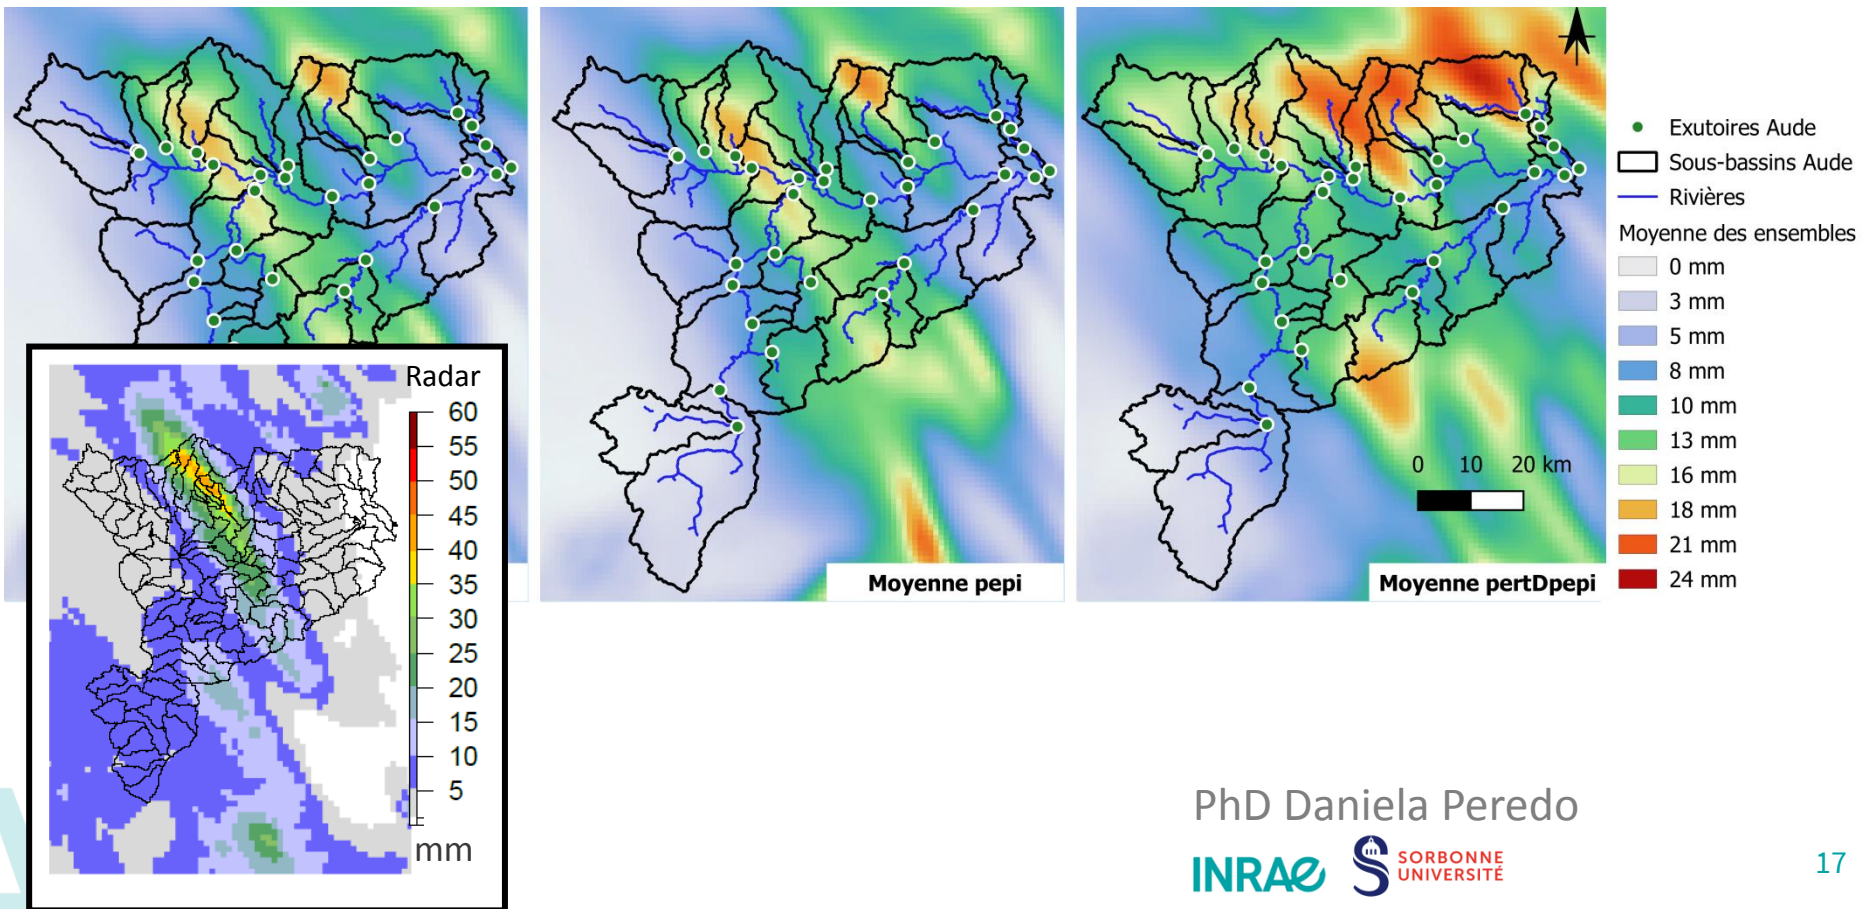 Exutoires Aude
Sous-bassins Aude
Rivières
Moyenne des ensembles
0 mm
3 mm
5 mm
8 mm
10 mm
13 mm
16 mm
18 mm
21 mm
24 mm
0 10 20 km
Moyenne pepi
Moyenne pertDpepi
Radar
60
55
50
45
40
35
30
25
20
15
10
5
mm
PhD Daniela Peredo
INRAE
SORBONNE
UNIVERSITÉ
17